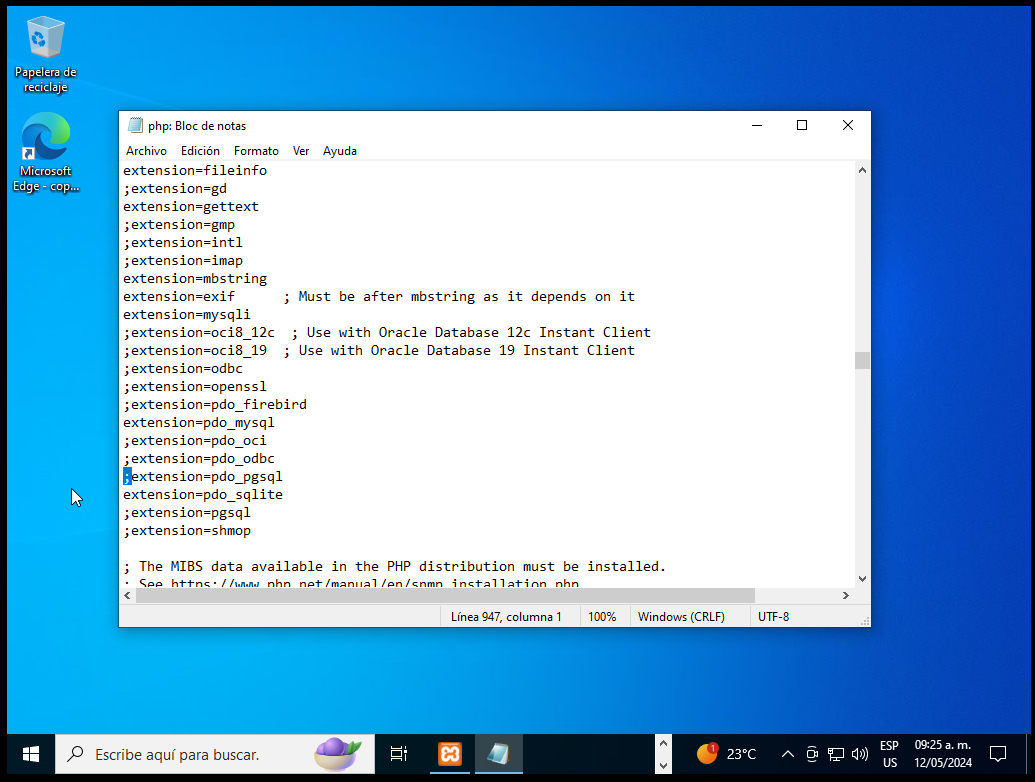 Papelera de
reciclaje
Microsoft
Edge - cop...
php: Bloc de notas
Archivo Edición Formato Ver Ayuda
extension=fileinfo
;extension=gd
extension=gettext
;extension=gmp
;extension=intl
;extension=imap
extension=mbstring
extension=exif      ; Must be after mbstring as it depends on it
extension=mysqli
;extension=oci8_12c  ; Use with Oracle Database 12c Instant Client
;extension=oci8_19  ; Use with Oracle Database 19 Instant Client
;extension=odbc
;extension=openssl
;extension=pdo_firebird
extension=pdo_mysql
;extension=pdo_oci
;extension=pdo_odbc
;extension=pdo_pgsql
extension=pdo_sqlite
;extension=pgsql
;extension=shmop
; The MIBS data available in the PHP distribution must be installed.
; See https://www.php.net/manual/en/snmp.installation.php
Línea 947, columna 1 100% Windows (CRLF) UTF-8
Escribe aquí para buscar.
1 23°C
ESP
US
09:25 a. m.
12/05/2024